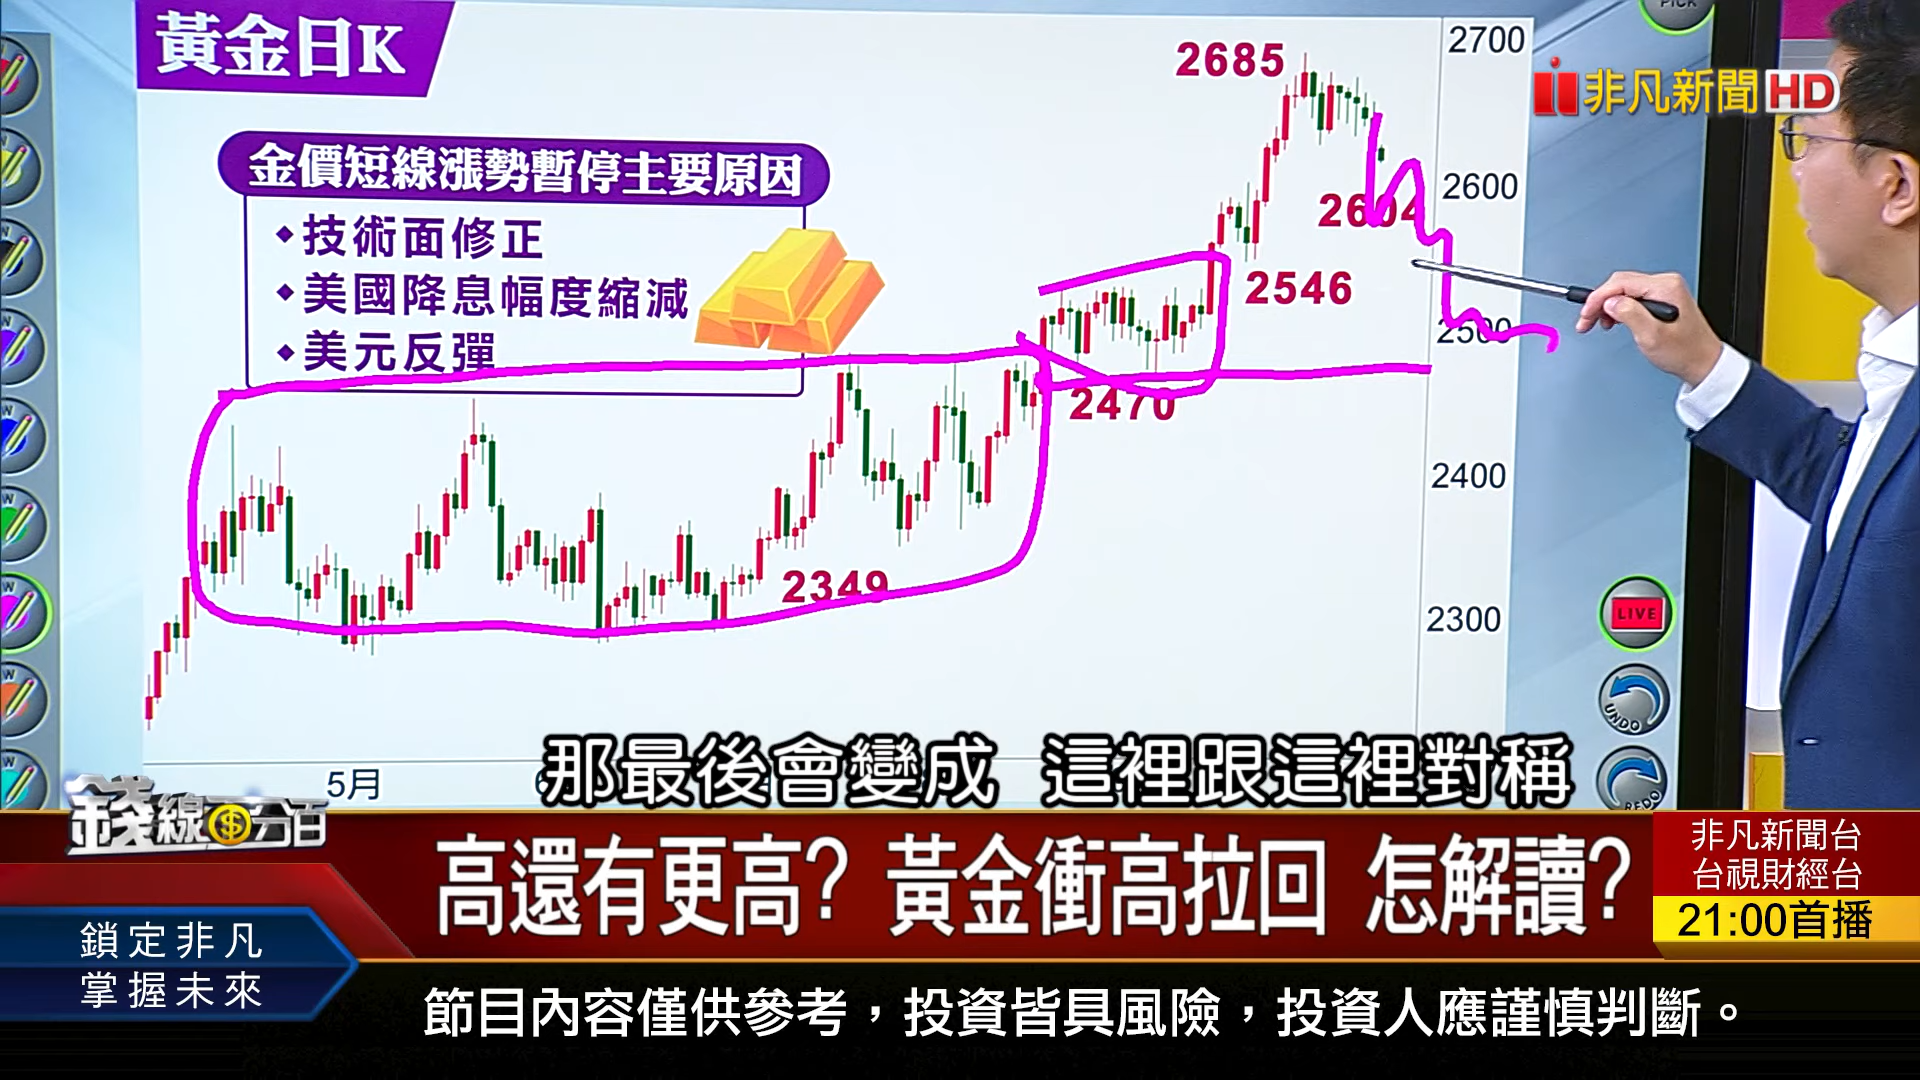 黃金日K
2685
2700
非凡新聞HD
PICK
金價短線漲勢暫停主要原因
技術面修正
美國降息幅度縮減
美元反彈
2600
2604
2546
2500
2470
2400
2349
2300
LIVE
UNDO
REDO
5月
那最後會變成 這裡跟這裡對稱
錢線百分百
高還有更高? 黃金衝高拉回 怎解讀?
非凡新聞台
台視財經台
21:00首播
鎖定非凡
掌握未來
節目內容僅供參考，投資皆具風險，投資人應謹慎判斷。